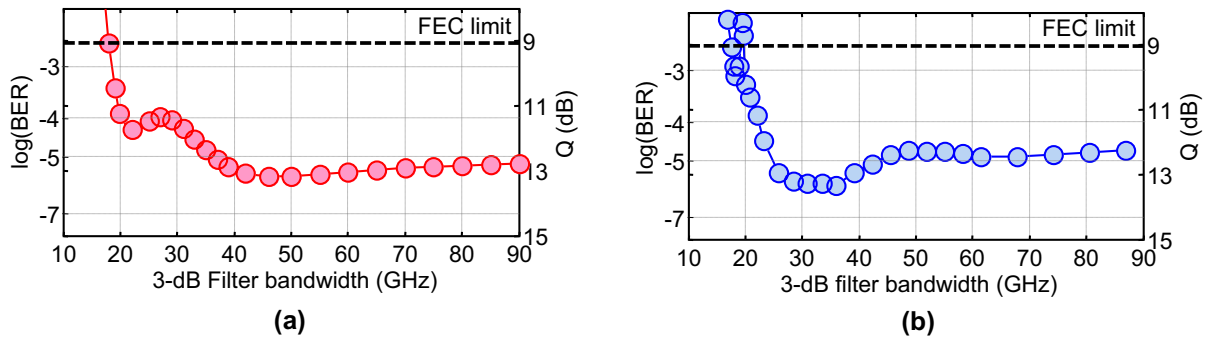 FEC limit
9
-3
11
-4
-5
13
-7
15
log(BER)
Q (dB)
10 20 30 40 50 60 70 80 90
3-dB Filter bandwidth (GHz)
(a)
FEC limit
9
-3
11
-4
-5
13
-7
15
log(BER)
Q (dB)
10 20 30 40 50 60 70 80 90
3-dB filter bandwidth (GHz)
(b)